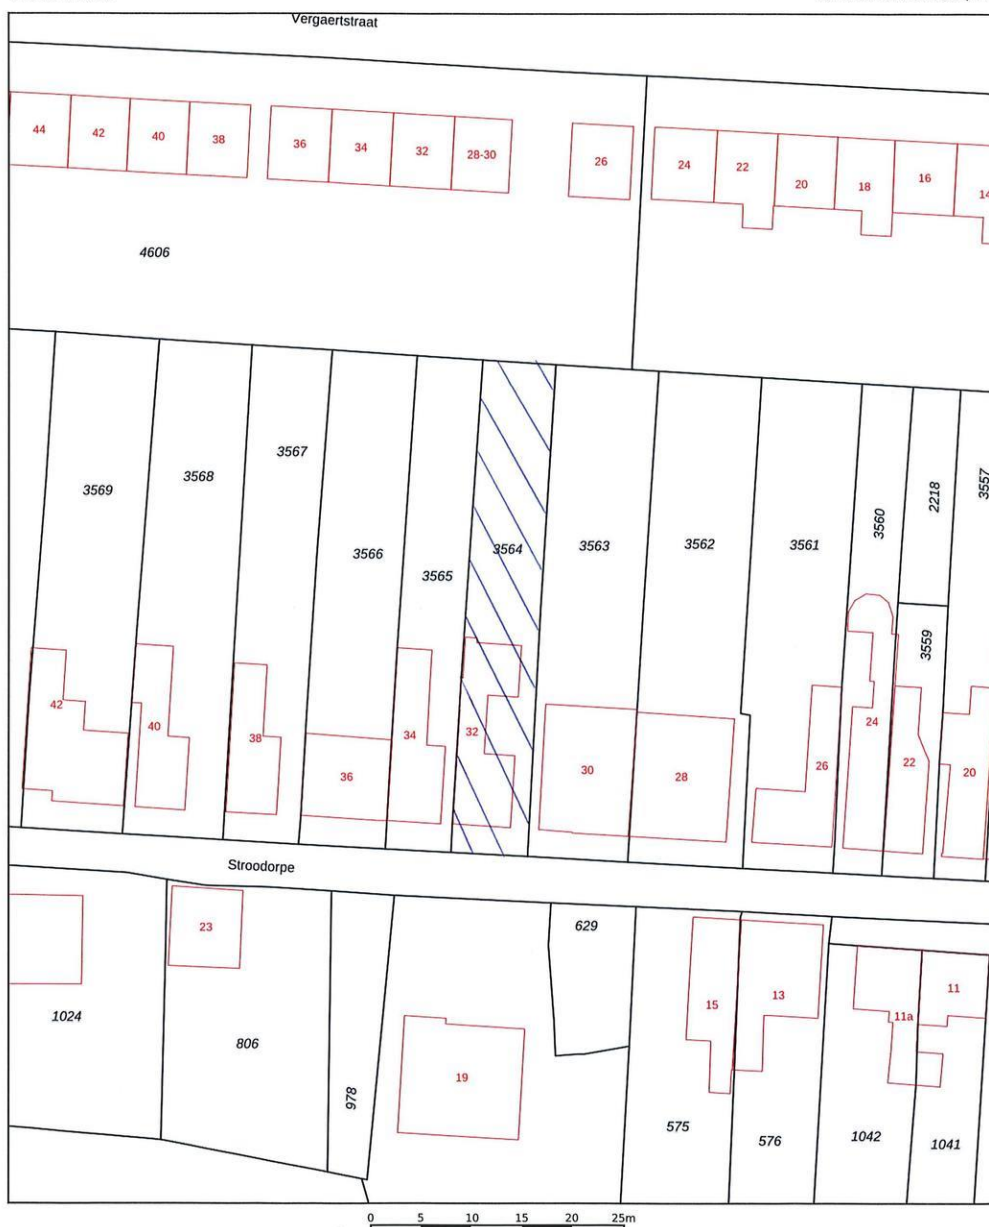 Vergaertstraat
44 42 40 38 36 34 32 28-30 26 24 22 20 18 16 14
4606
3569 3568 3567 3566 3565 3564 3563 3562 3561 3560 2218 3559 3557
42 40 38 36 34 32 30 28 26 24 22 20
Stroodorpe
23 629
15 13 11a 11
1024 806 978 19 575 576 1042 1041
0 5 10 15 20 25m